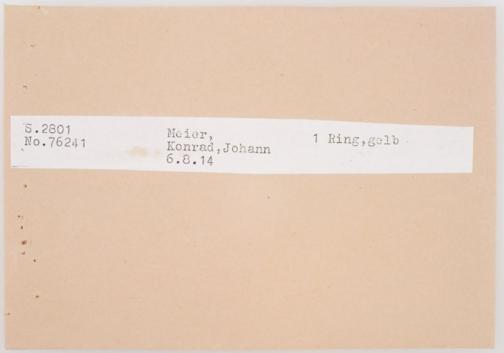 S.2801
No.76241
Meier,
Konrad,Johann
6.8.14
1 Ring,gelb